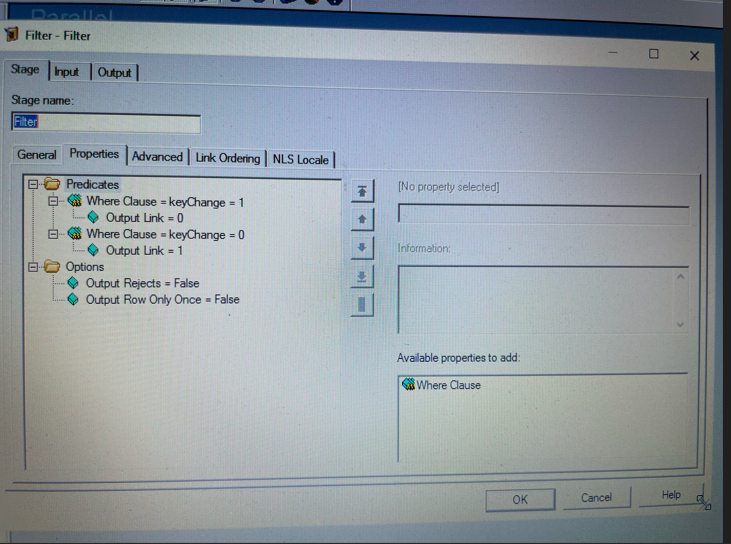 Parallel
Filter - Filter
Stage Input Output
Stage name:
Filter
General Properties Advanced Link Ordering NLS Locale
Predicates
Where Clause = keyChange = 1
Output Link = 0
Where Clause = keyChange = 0
Output Link = 1
Options
Output Rejects = False
Output Row Only Once = False
[No property selected]
Information:
Available properties to add:
Where Clause
OK Cancel Help